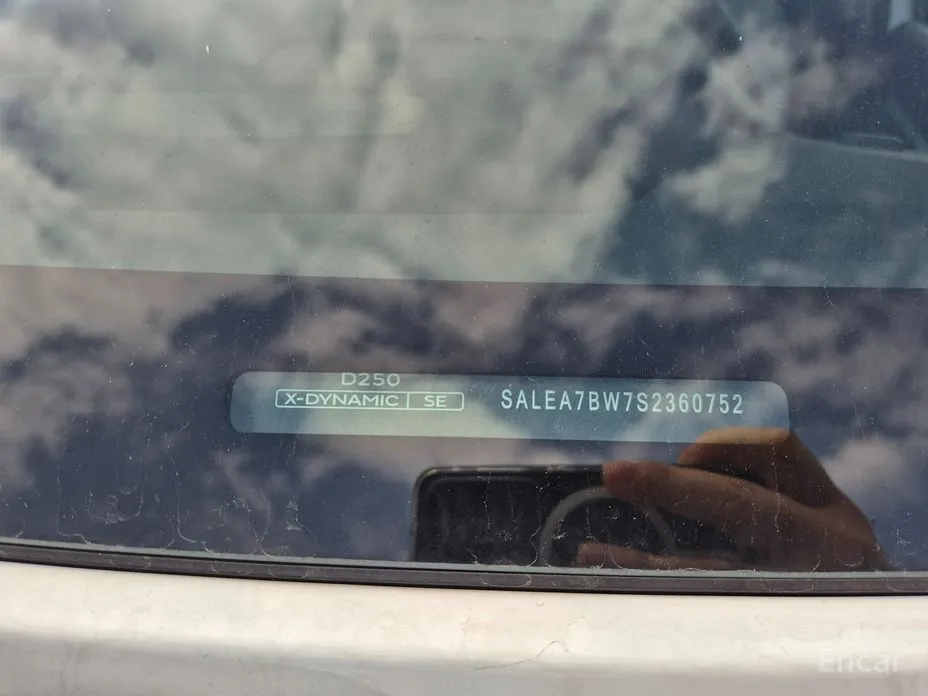 D250
X-DYNAMIC SE
SALEA7BW7S2360752
Encar